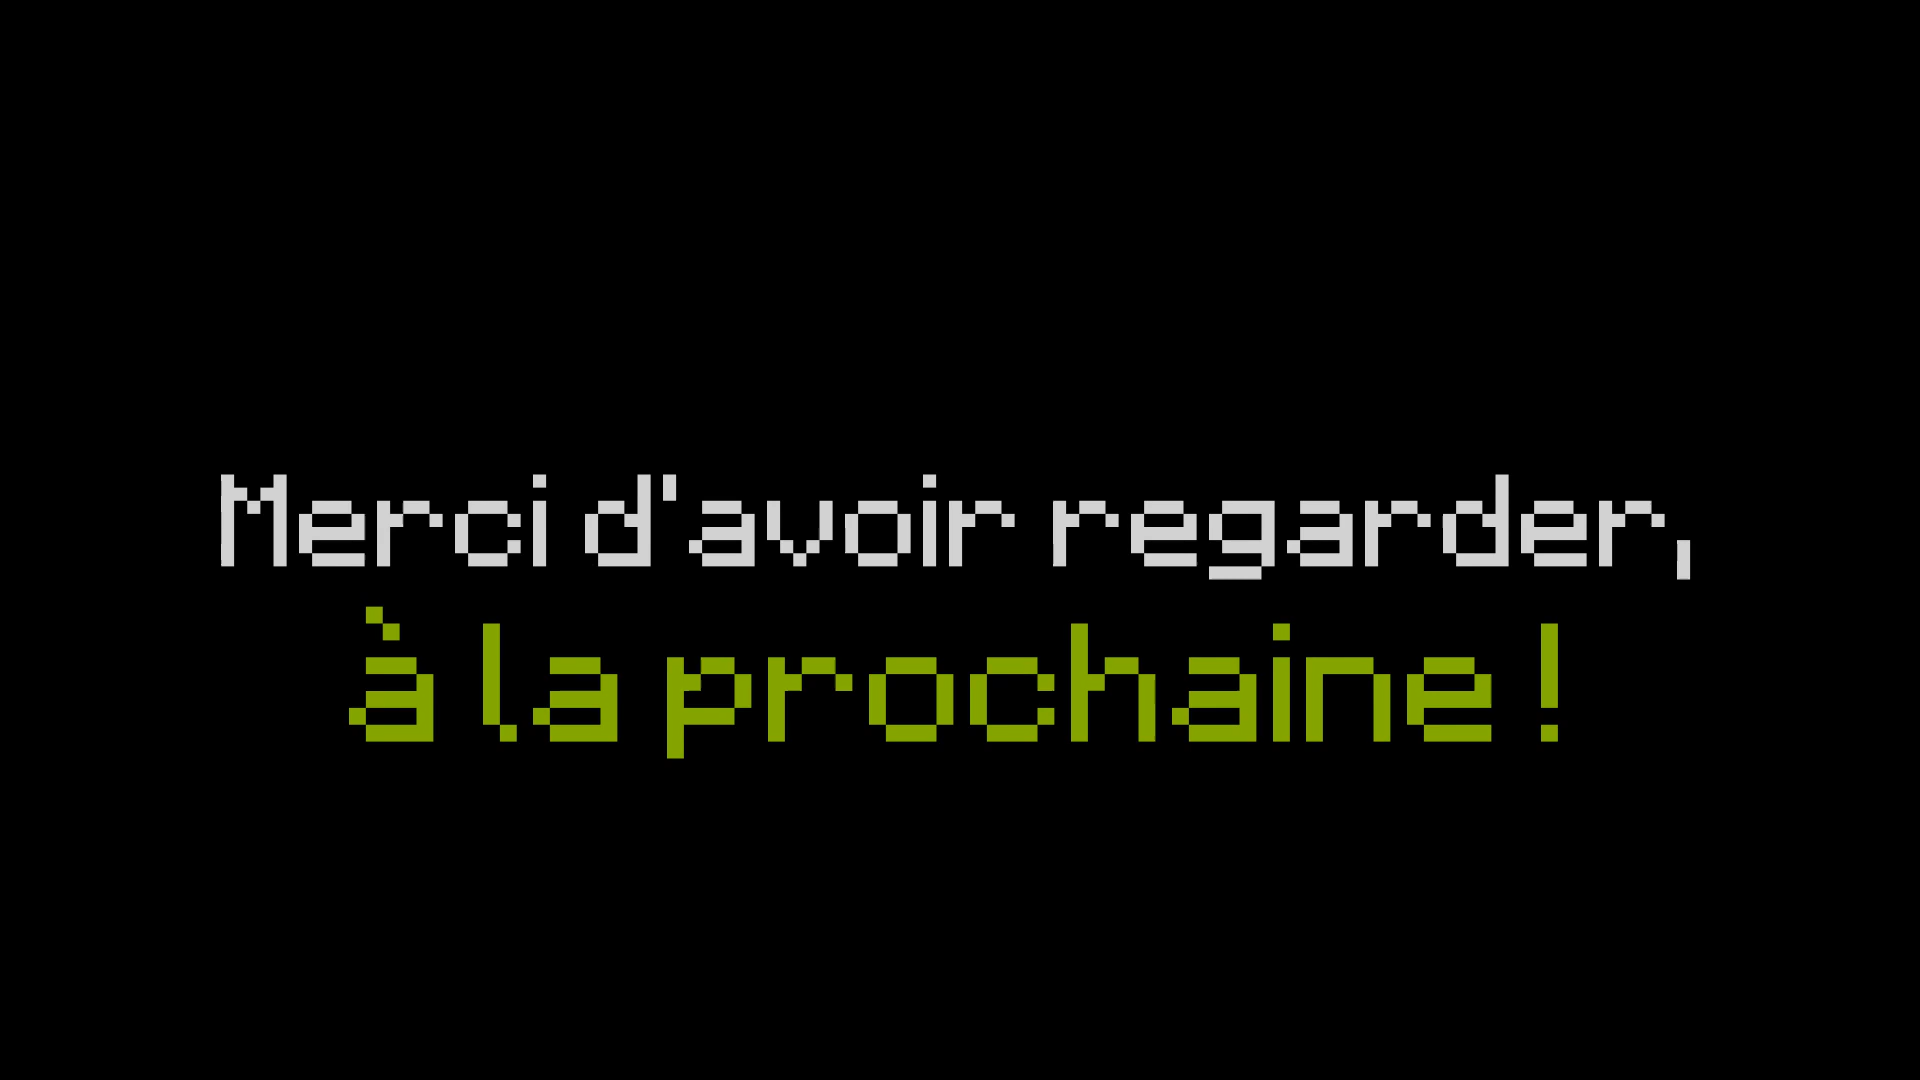 Merci d'avoir regarder,
à la prochaine !